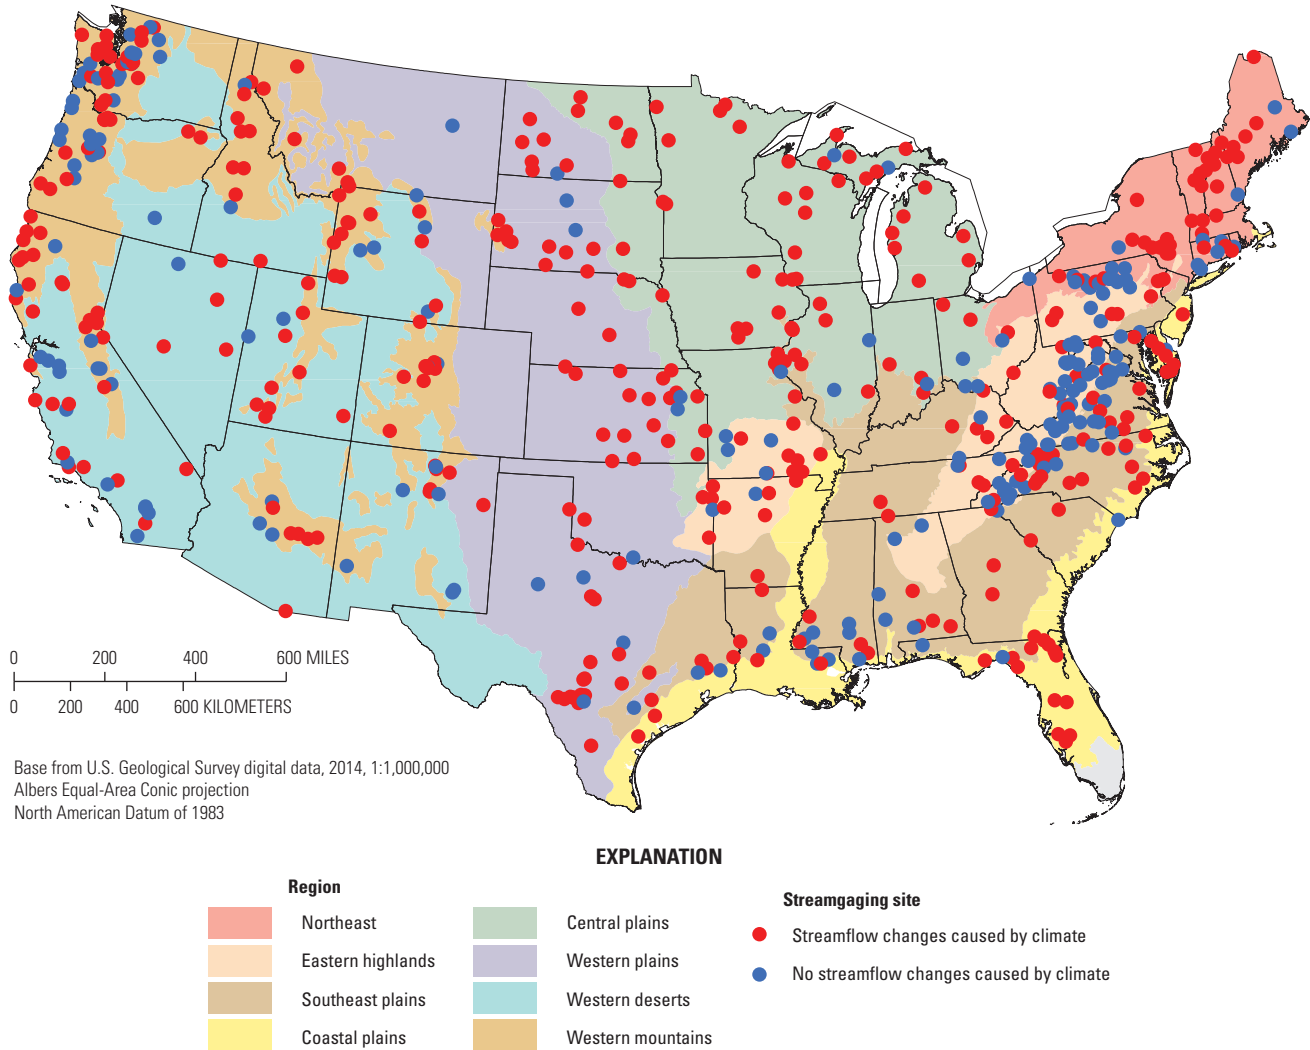 0 200 400 600 MILES
0 200 400 600 KILOMETERS
Base from U.S. Geological Survey digital data, 2014, 1:1,000,000
Albers Equal-Area Conic projection
North American Datum of 1983
EXPLANATION
Region
Northeast
Eastern highlands
Southeast plains
Coastal plains
Central plains
Western plains
Western deserts
Western mountains
Streamgaging site
Streamflow changes caused by climate
No streamflow changes caused by climate